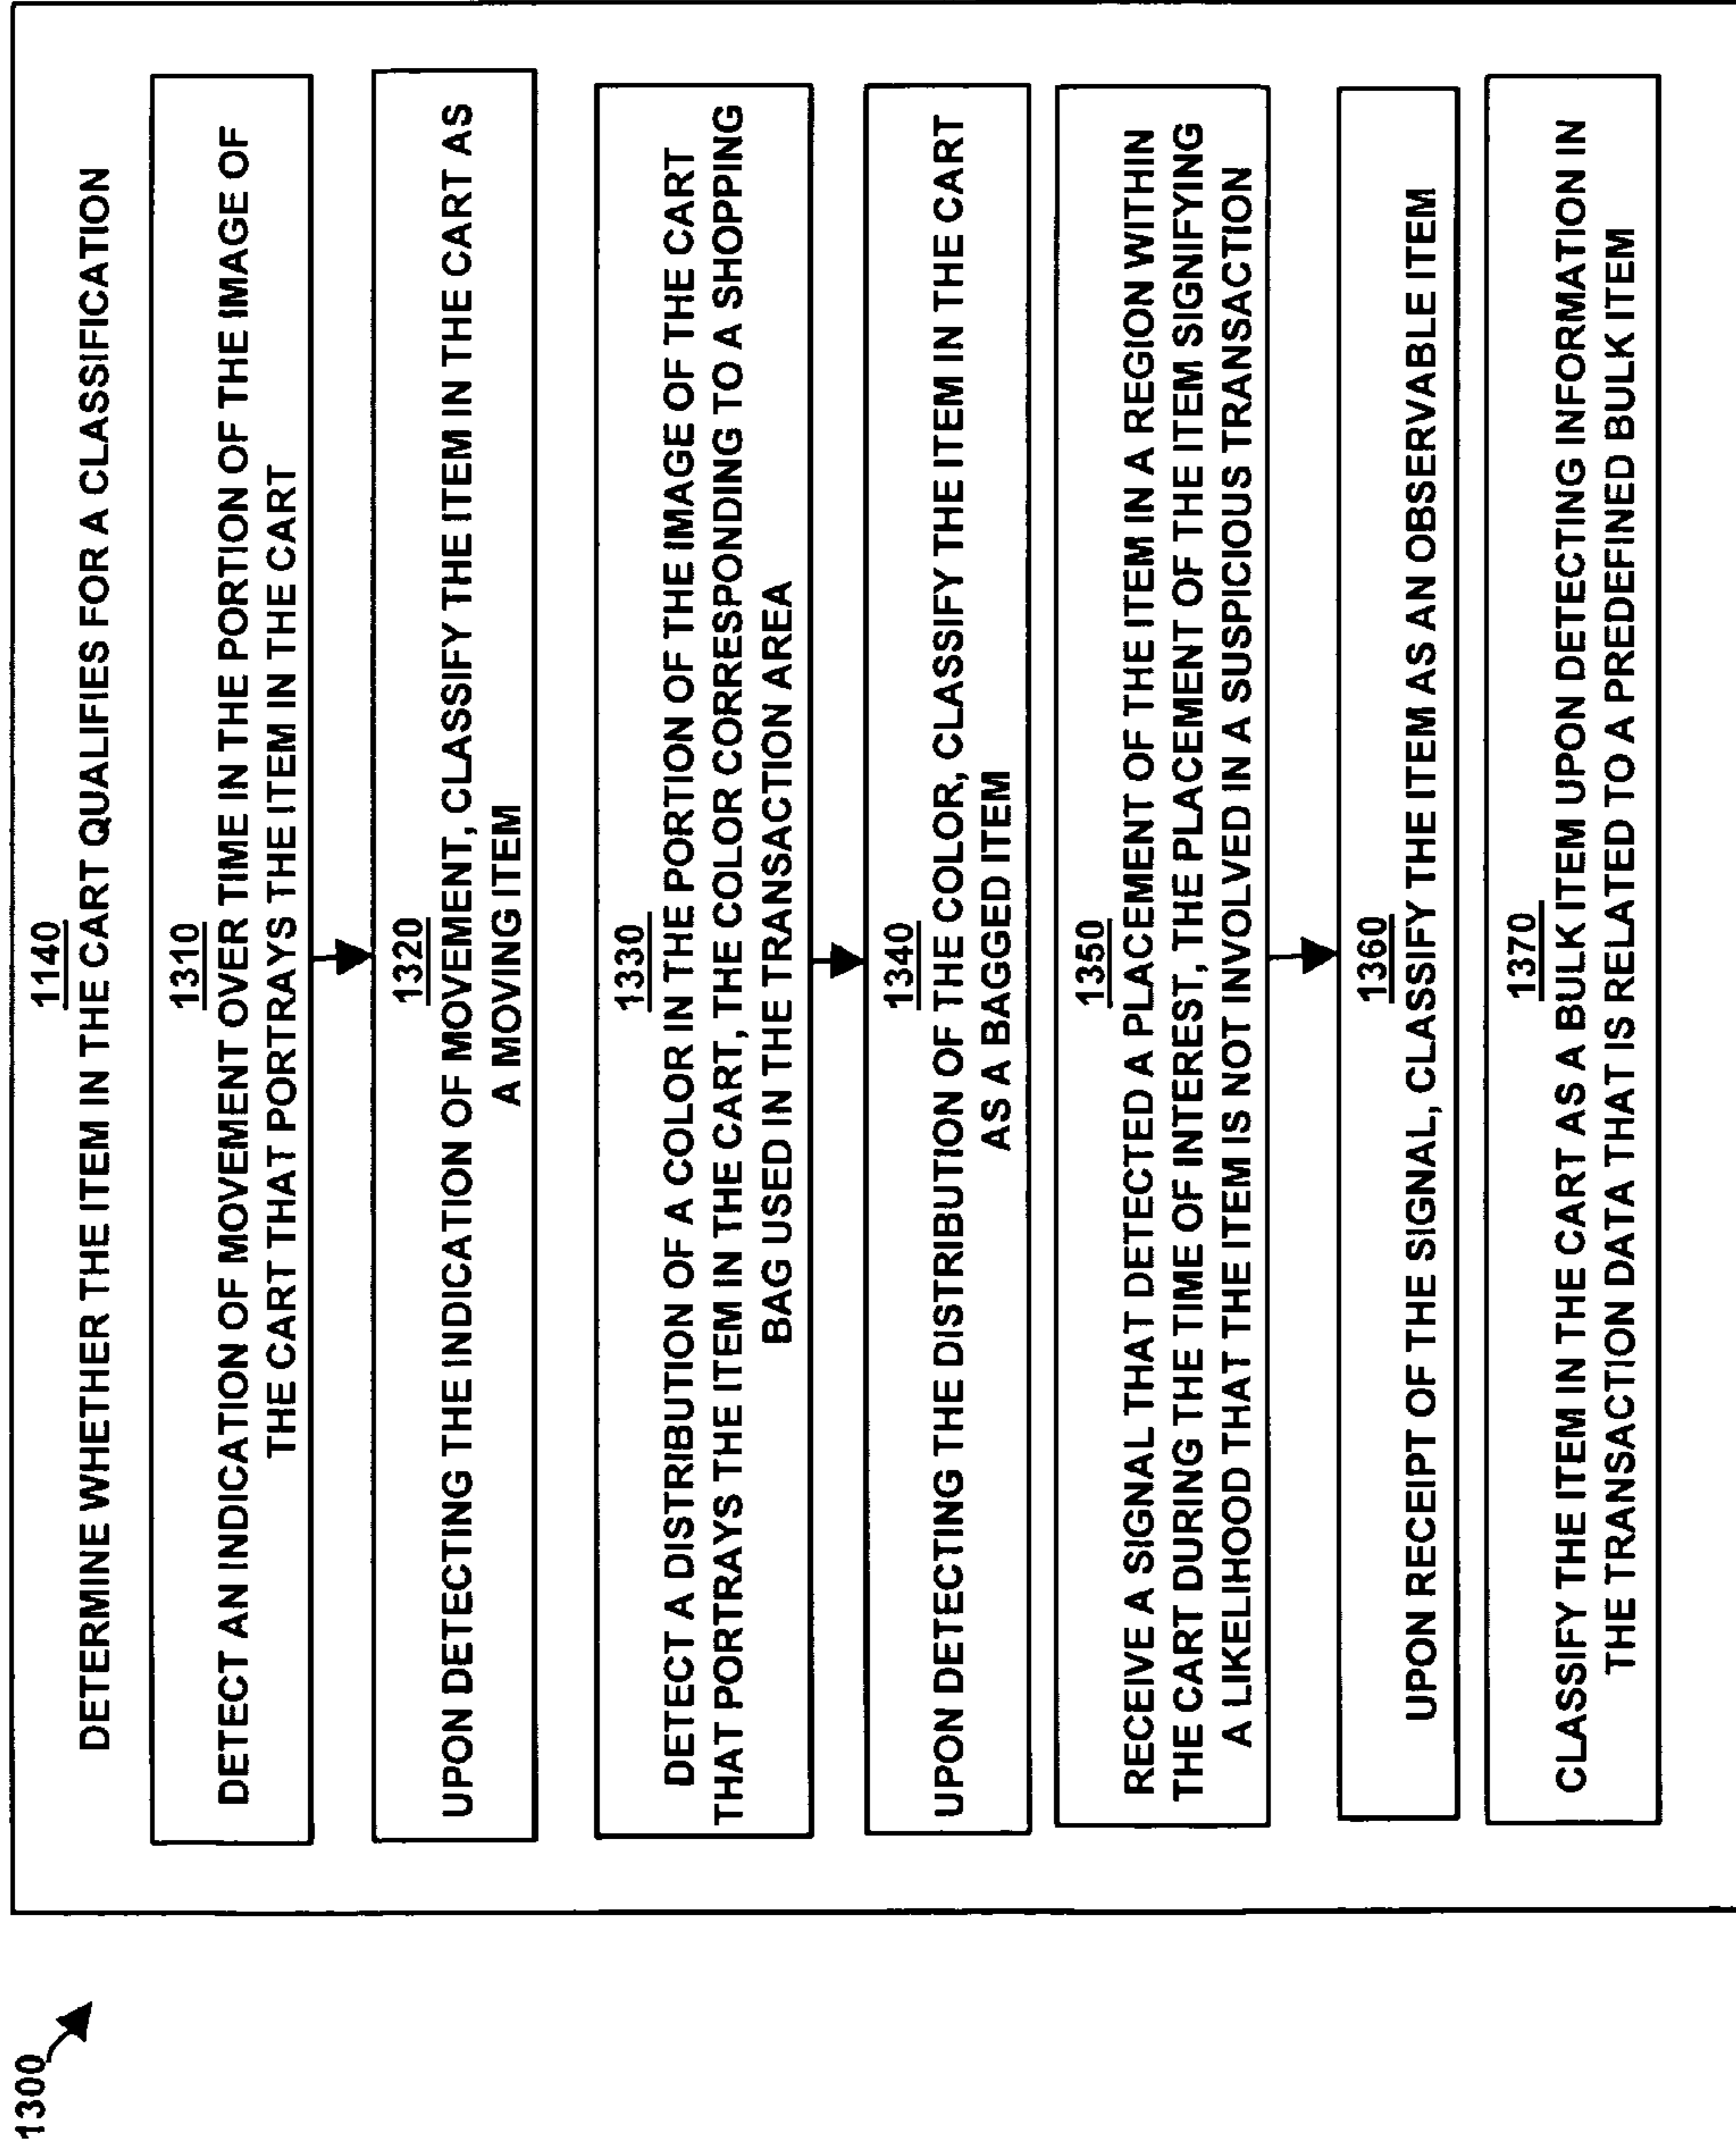 1300
1140
DETERMINE WHETHER THE ITEM IN THE CART QUALIFIES FOR A CLASSIFICATION
1310
DETECT AN INDICATION OF MOVEMENT OVER TIME IN THE PORTION OF THE IMAGE OF
THE CART THAT PORTRAYS THE ITEM IN THE CART
1320
UPON DETECTING THE INDICATION OF MOVEMENT, CLASSIFY THE ITEM IN THE CART AS
A MOVING ITEM
1330
DETECT A DISTRIBUTION OF A COLOR IN THE PORTION OF THE IMAGE OF THE CART
THAT PORTRAYS THE ITEM IN THE CART, THE COLOR CORRESPONDING TO A SHOPPING
BAG USED IN THE TRANSACTION AREA
1340
UPON DETECTING THE DISTRIBUTION OF THE COLOR, CLASSIFY THE ITEM IN THE CART
AS A BAGGED ITEM
1350
RECEIVE A SIGNAL THAT DETECTED A PLACEMENT OF THE ITEM IN A REGION WITHIN
THE CART DURING THE TIME OF INTEREST, THE PLACEMENT OF THE ITEM SIGNIFYING
A LIKELIHOOD THAT THE ITEM IS NOT INVOLVED IN A SUSPICIOUS TRANSACTION
1360
UPON RECEIPT OF THE SIGNAL, CLASSIFY THE ITEM AS AN OBSERVABLE ITEM
1370
CLASSIFY THE ITEM IN THE CART AS A BULK ITEM UPON DETECTING INFORMATION IN
THE TRANSACTION DATA THAT IS RELATED TO A PREDEFINED BULK ITEM